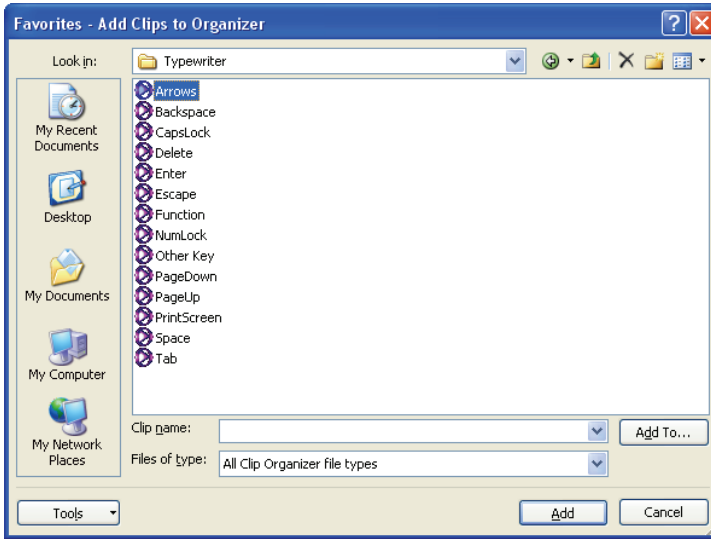 Favorites - Add Clips to Organizer
Look in:
Typewriter
My Recent
Documents
Desktop
My Documents
My Computer
My Network
Places
Arrows
Backspace
CapsLock
Delete
Enter
Escape
Function
NumLock
Other Key
PageDown
PageUp
PrintScreen
Space
Tab
Clip name:
Add To...
Files of type:
All Clip Organizer file types
Tools
Add
Cancel